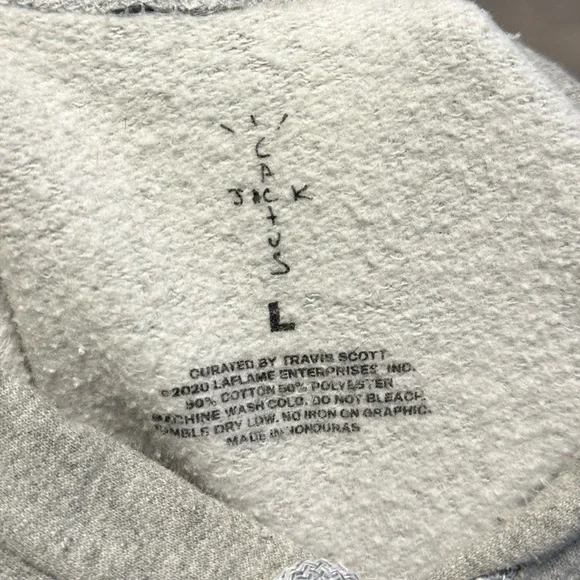 CACTUS
JACK
L
CURATED BY TRAVIS SCOTT
©2020 LAFLAME ENTERPRISES, INC.
50% COTTON 50% POLYESTER
MACHINE WASH COLD. DO NOT BLEACH.
TUMBLE DRY LOW. NO IRON ON GRAPHIC.
MADE IN HONDURAS